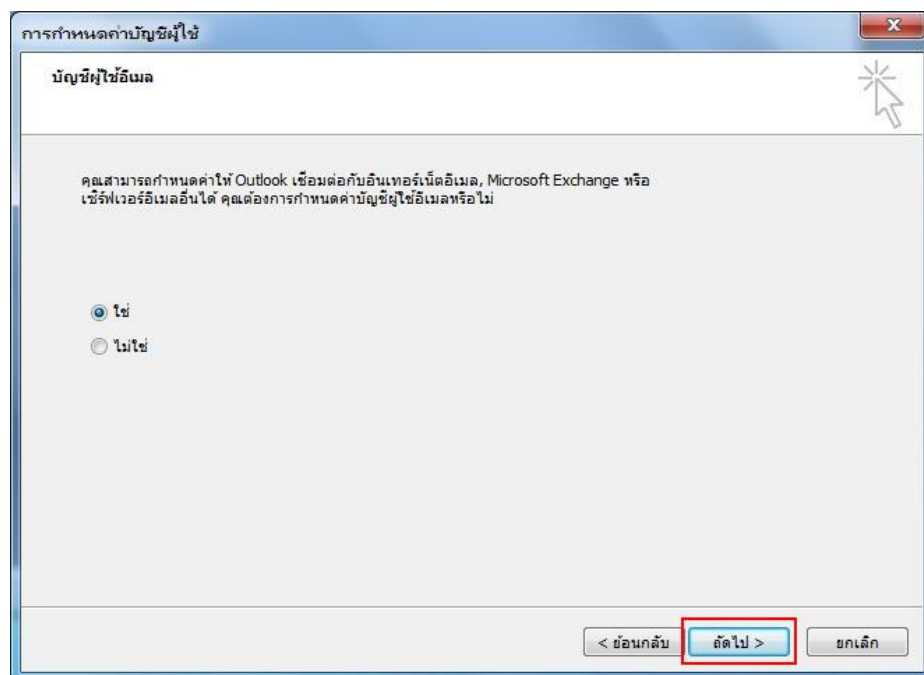 การกำหนดค่าบัญชีผู้ใช้
บัญชีผู้ใช้อีเมล
คุณสามารถกำหนดค่าให้ Outlook เชื่อมต่อกับอินเทอร์เน็ตอีเมล, Microsoft Exchange หรือ
เซิร์ฟเวอร์อีเมลอื่นได้ คุณต้องการกำหนดค่าบัญชีผู้ใช้อีเมลหรือไม่
ใช่
ไม่ใช่
< ย้อนกลับ ถัดไป > ยกเลิก